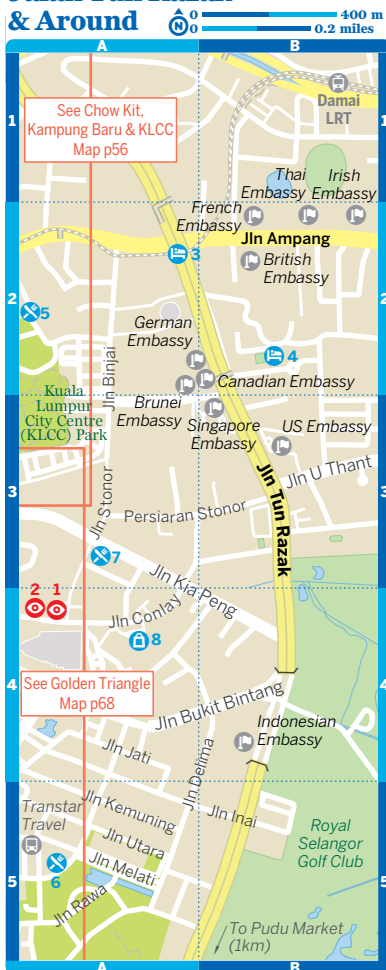 & Around
N
0 400 m
0 0.2 miles
A B
1 1
Damai
LRT
See Chow Kit,
Kampung Baru & KLCC
Map p56
Thai
Embassy
Irish
Embassy
French
Embassy
Jln Ampang
British
Embassy
3
2 2
5
German
Embassy
4
Jln Binjai
Canadian Embassy
Kuala
Lumpur
City Centre
(KLCC) Park
Brunei
Embassy
Singapore
Embassy
US Embassy
3 3
Jln Stonor
Persiaran Stonor
Jln U Thant
Jln Tun Razak
7
Jln Kia Peng
2 1
Jln Conlay
8
4 4
See Golden Triangle
Map p68
Jln Bukit Bintang
Indonesian
Embassy
Jln Jati
Jln Delima
Jln Kemuning
Jln Inai
Transtar
Travel
Jln Utara
Royal
Selangor
Golf Club
5 5
6
Jln Melati
Jln Rawa
To Pudu Market
(1km)
A B